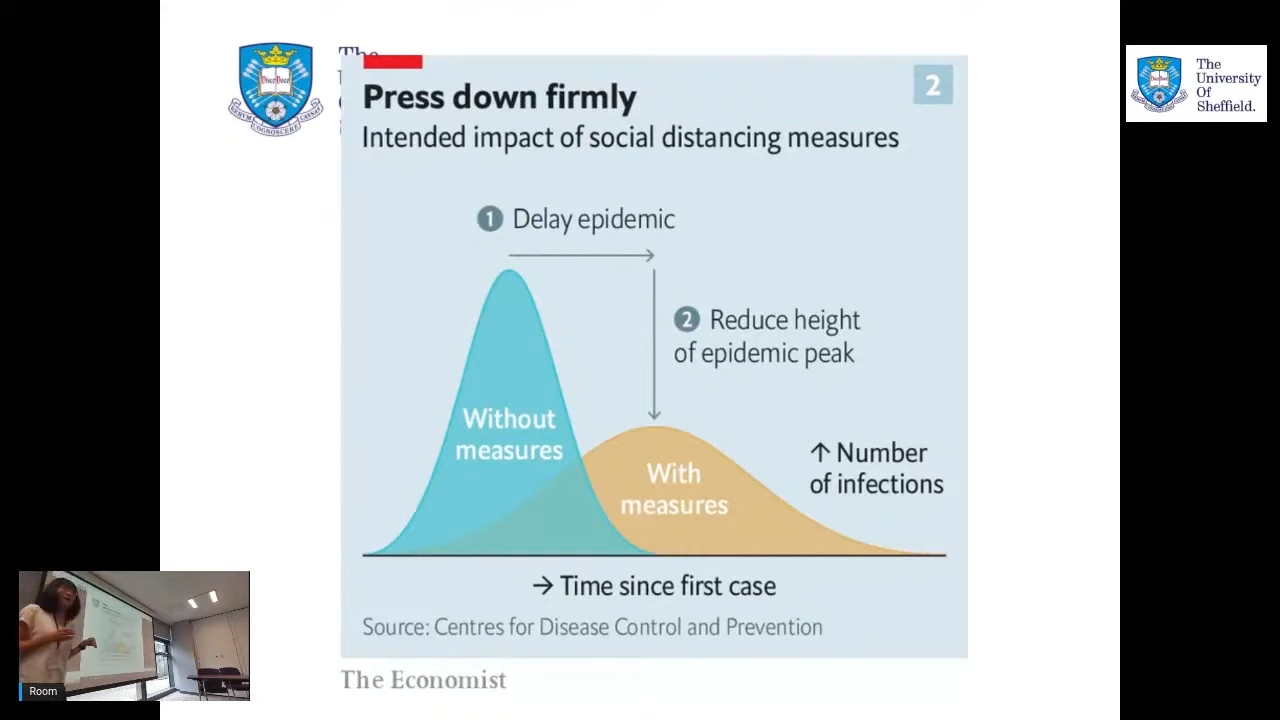 The
Press down firmly
2
Intended impact of social distancing measures
1 Delay epidemic
2 Reduce height
of epidemic peak
Without
measures
With
measures
↑ Number
of infections
→ Time since first case
Source: Centres for Disease Control and Prevention
The Economist
The
University
Of
Sheffield.
Room